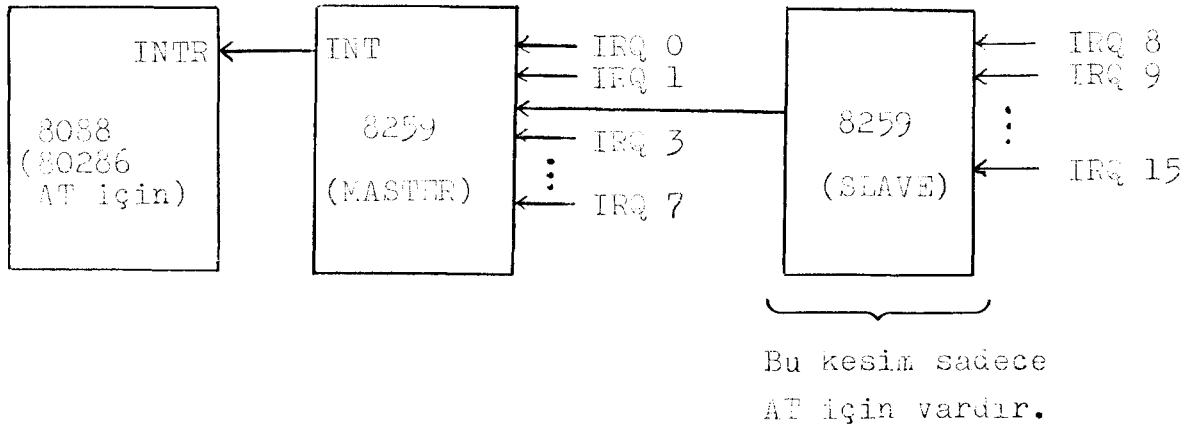 INTR
8088
(80286
AT için)
INT
8259
(MASTER)
IRQ 0
IRQ 1
IRQ 3
IRQ 7
8259
(SLAVE)
IRQ 8
IRQ 9
IRQ 15
Bu kesim sadece
AT için vardır.